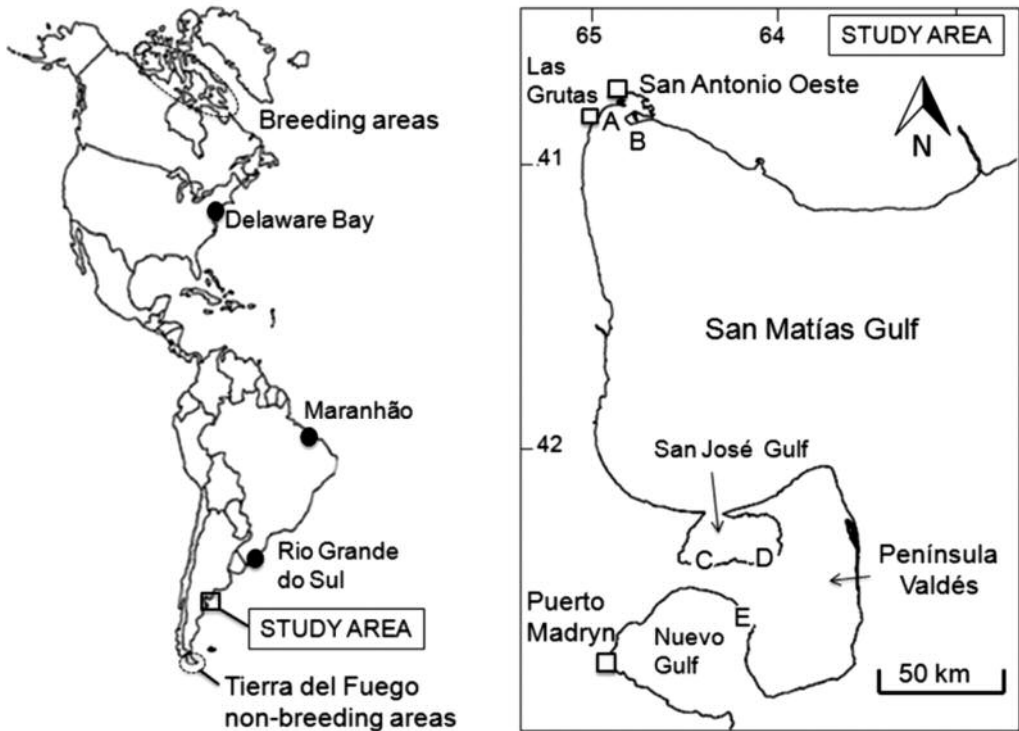 Breeding areas
Delaware Bay
Maranhão
Rio Grande
do Sul
STUDY AREA
Tierra del Fuego
non-breeding areas
65
64
STUDY AREA
Las
Grutas
San Antonio Oeste
A
B
N
41
San Matías Gulf
42
San José Gulf
C
D
Península
Valdés
Puerto
Madryn
E
Nuevo
Gulf
50 km